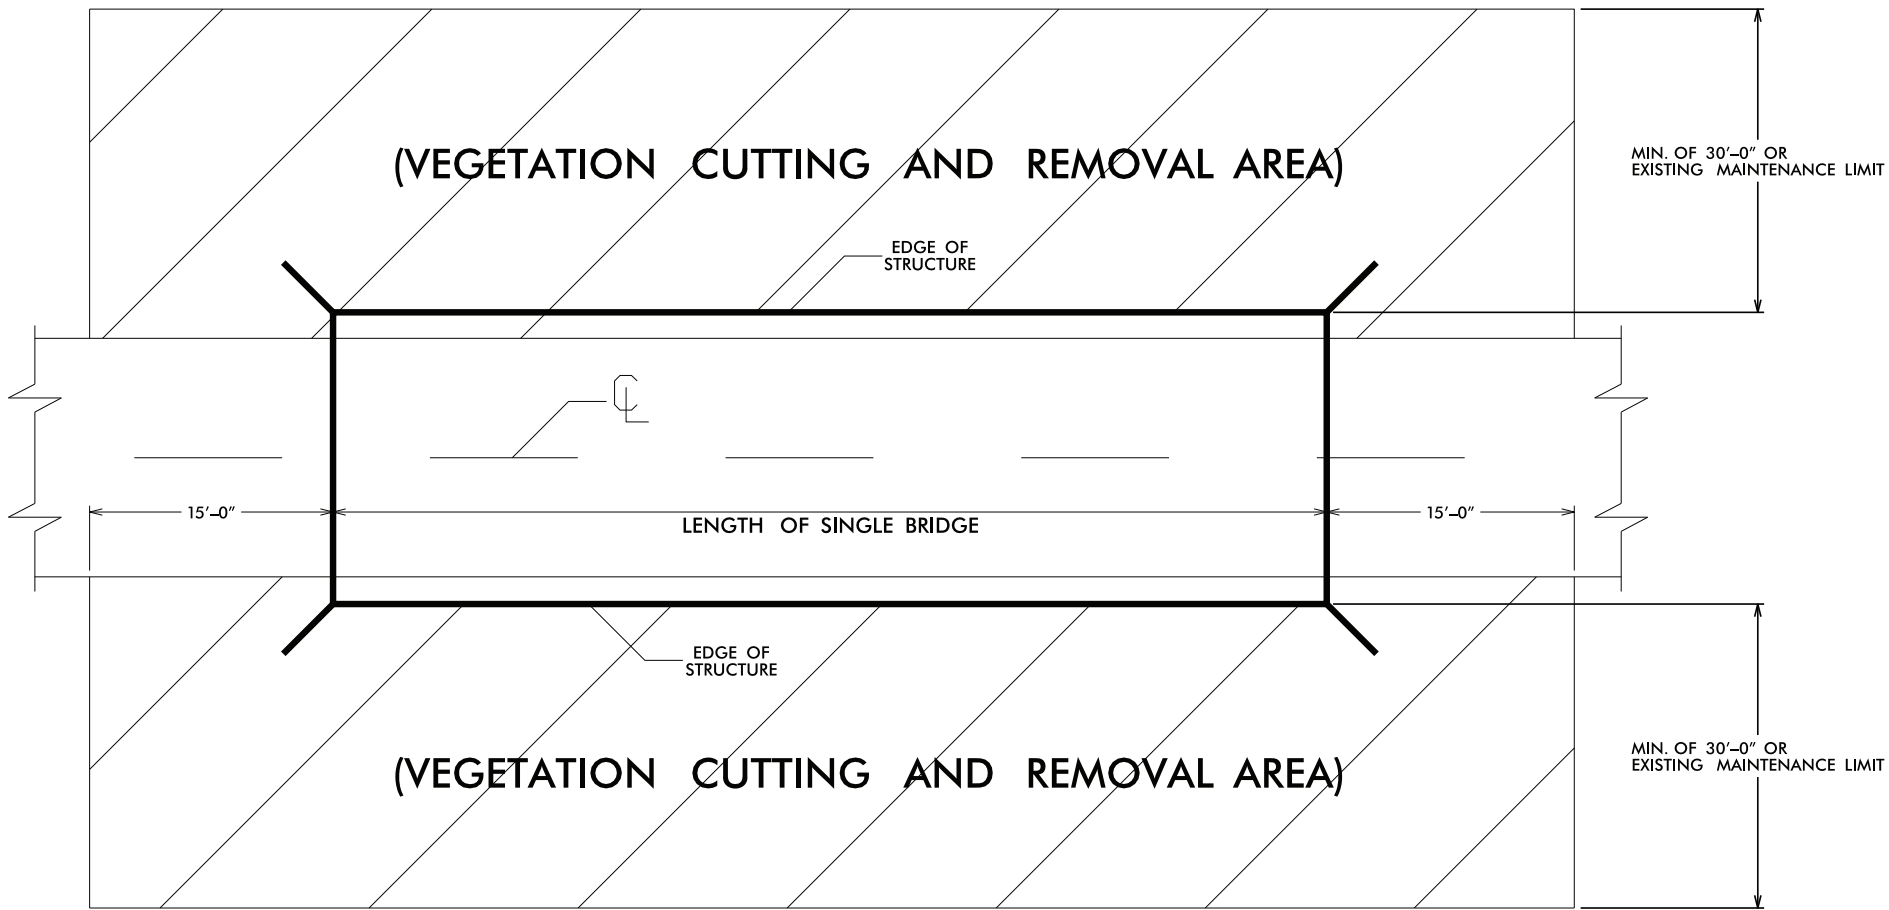 (VEGETATION CUTTING AND REMOVAL AREA)
MIN. OF 30'–0" OR
EXISTING MAINTENANCE LIMIT
EDGE OF
STRUCTURE
CL
15'–0"
LENGTH OF SINGLE BRIDGE
15'–0"
EDGE OF
STRUCTURE
(VEGETATION CUTTING AND REMOVAL AREA)
MIN. OF 30'–0" OR
EXISTING MAINTENANCE LIMIT